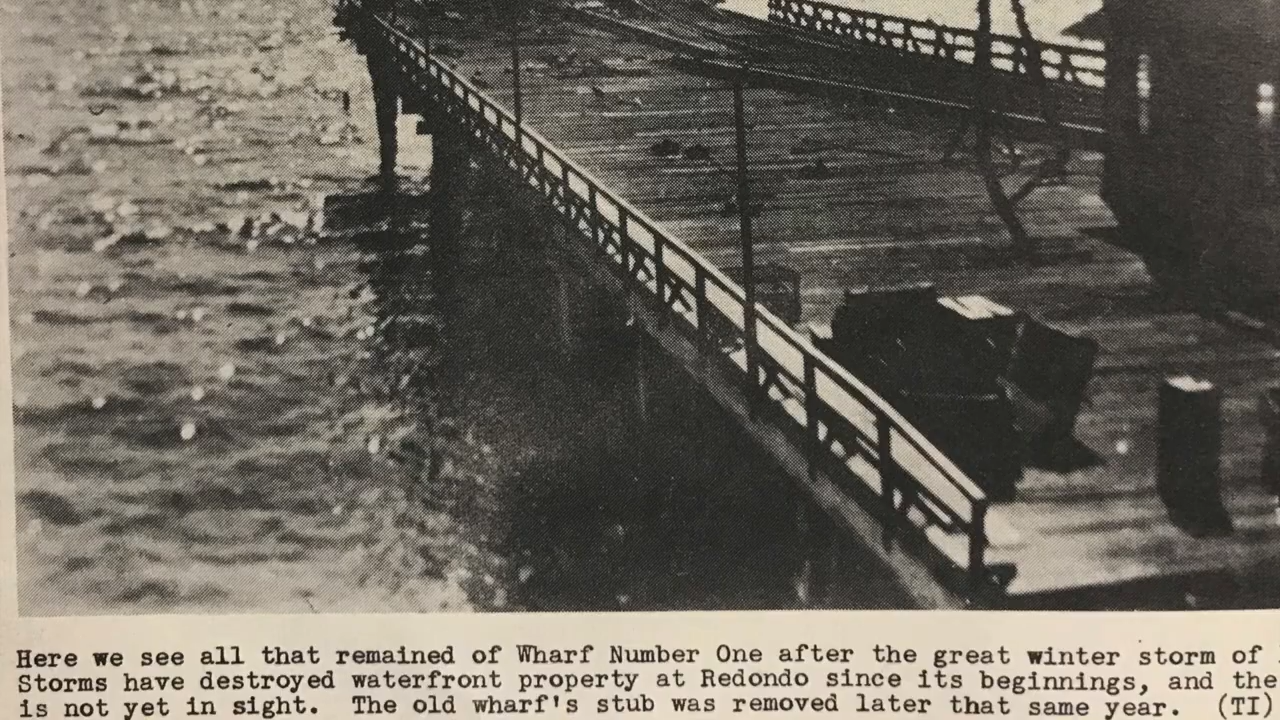 Here we see all that remained of Wharf Number One after the great winter storm of
Storms have destroyed waterfront property at Redondo since its beginnings, and the
is not yet in sight. The old wharf's stub was removed later that same year. (TI)